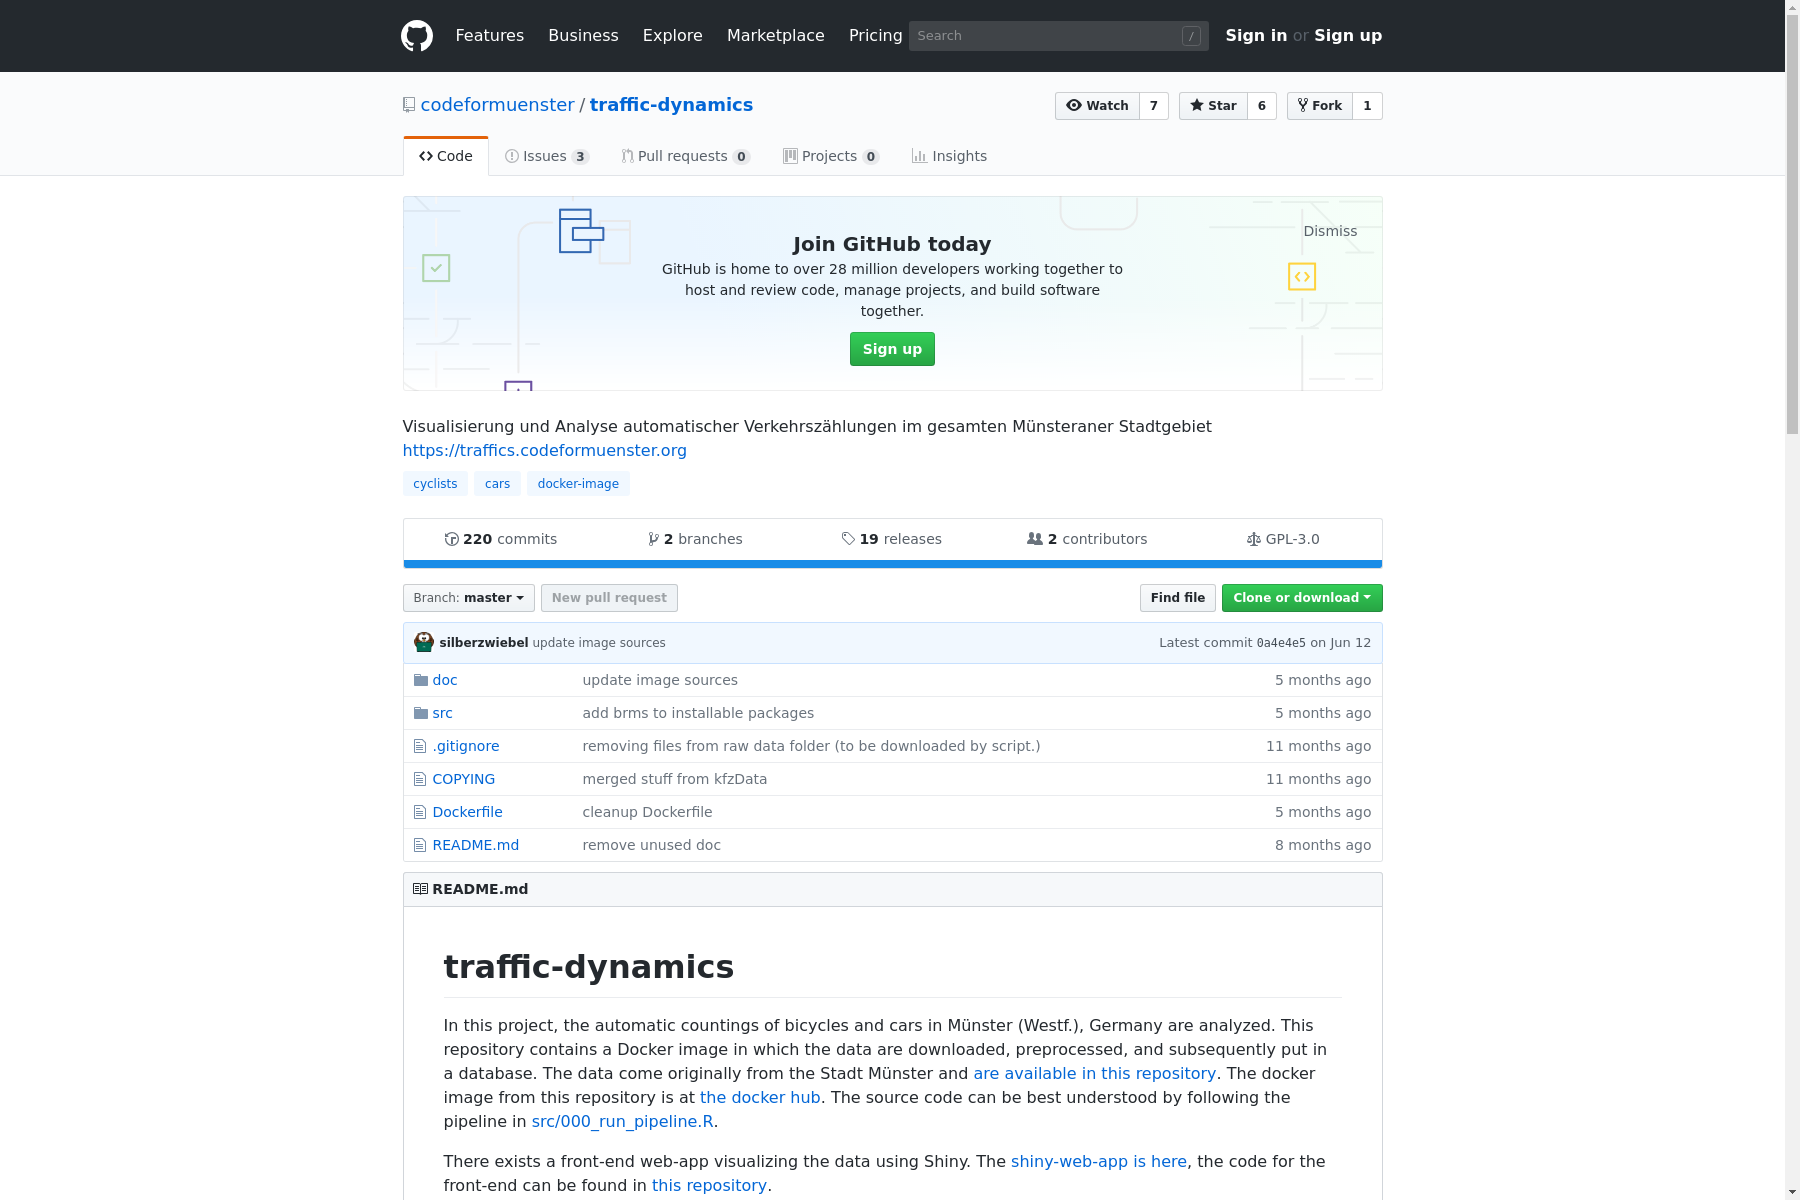 Features Business Explore Marketplace Pricing Search / Sign in or Sign up
codeformuenster / traffic-dynamics Watch 7 Star 6 Fork 1
Code Issues 3 Pull requests 0 Projects 0 Insights
Join GitHub today
Dismiss
GitHub is home to over 28 million developers working together to
host and review code, manage projects, and build software
together.
Sign up
Visualisierung und Analyse automatischer Verkehrszählungen im gesamten Münsteraner Stadtgebiet
https://traffics.codeformuenster.org
cyclists cars docker-image
220 commits 2 branches 19 releases 2 contributors GPL-3.0
Branch: master New pull request Find file Clone or download
silberzwiebel update image sources Latest commit 0a4e4e5 on Jun 12
doc update image sources 5 months ago
src add brms to installable packages 5 months ago
.gitignore removing files from raw data folder (to be downloaded by script.) 11 months ago
COPYING merged stuff from kfzData 11 months ago
Dockerfile cleanup Dockerfile 5 months ago
README.md remove unused doc 8 months ago
README.md
traffic-dynamics
In this project, the automatic countings of bicycles and cars in Münster (Westf.), Germany are analyzed. This
repository contains a Docker image in which the data are downloaded, preprocessed, and subsequently put in
a database. The data come originally from the Stadt Münster and are available in this repository. The docker
image from this repository is at the docker hub. The source code can be best understood by following the
pipeline in src/000_run_pipeline.R.
There exists a front-end web-app visualizing the data using Shiny. The shiny-web-app is here, the code for the
front-end can be found in this repository.